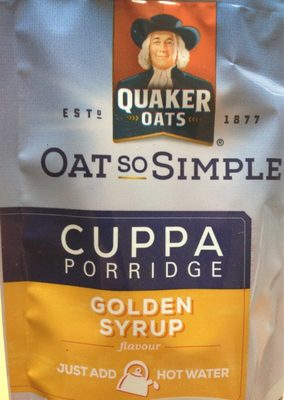 QUAKER
OATS
ESTD 1877
®
OAT SO SIMPLE
CUPPA
PORRIDGE
GOLDEN
SYRUP
flavour
JUST ADD HOT WATER